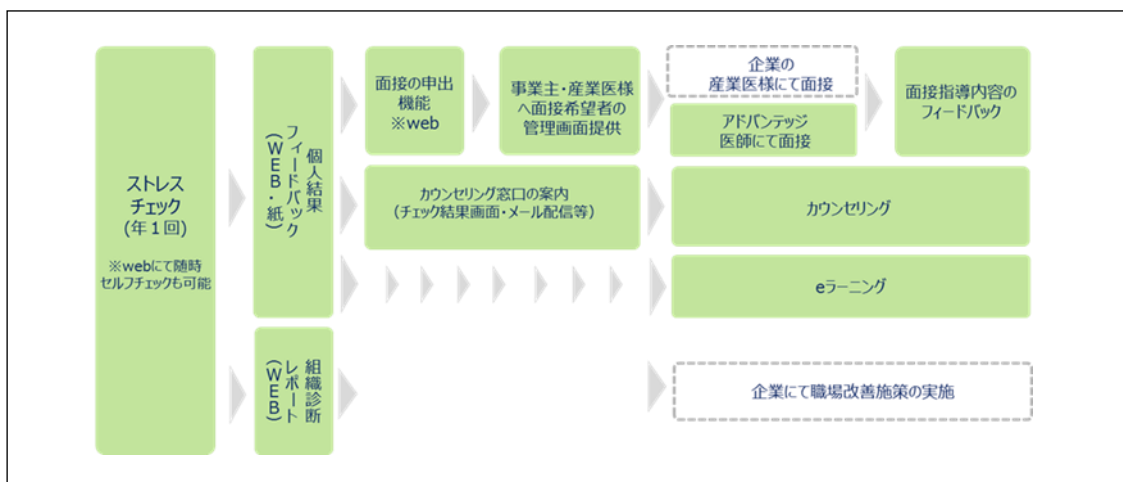 ストレス
チェック
(年1回)
※webにて随時
セルフチェックも可能
個人結果
フィードバック
(WEB・紙)
面接の申出
機能
※web
事業主・産業医様
へ面接希望者の
管理画面提供
企業の
産業医様にて面接
アドバンテッジ
医師にて面接
面接指導内容の
フィードバック
カウンセリング窓口の案内
(チェック結果画面・メール配信等)
カウンセリング
eラーニング
組織診断
レポート
(WEB)
企業にて職場改善施策の実施